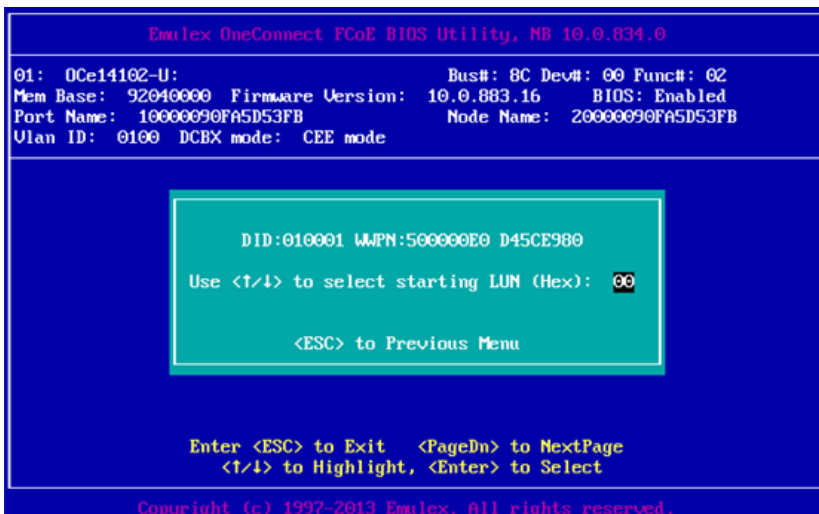 Emulex OneConnect FCoE BIOS Utility, NB 10.0.834.0
01: OCe14102-U: Bus#: 8C Dev#: 00 Func#: 02
Mem Base: 92040000 Firmware Version: 10.0.883.16 BIOS: Enabled
Port Name: 10000090FA5D53FB Node Name: 20000090FA5D53FB
Vlan ID: 0100 DCBX mode: CEE mode
DID:010001 WWPN:500000E0 D45CE980
Use <↑/↓> to select starting LUN (Hex): 00
<ESC> to Previous Menu
Enter <ESC> to Exit <PageDn> to NextPage
<↑/↓> to Highlight, <Enter> to Select
Copyright (c) 1997-2013 Emulex. All rights reserved.